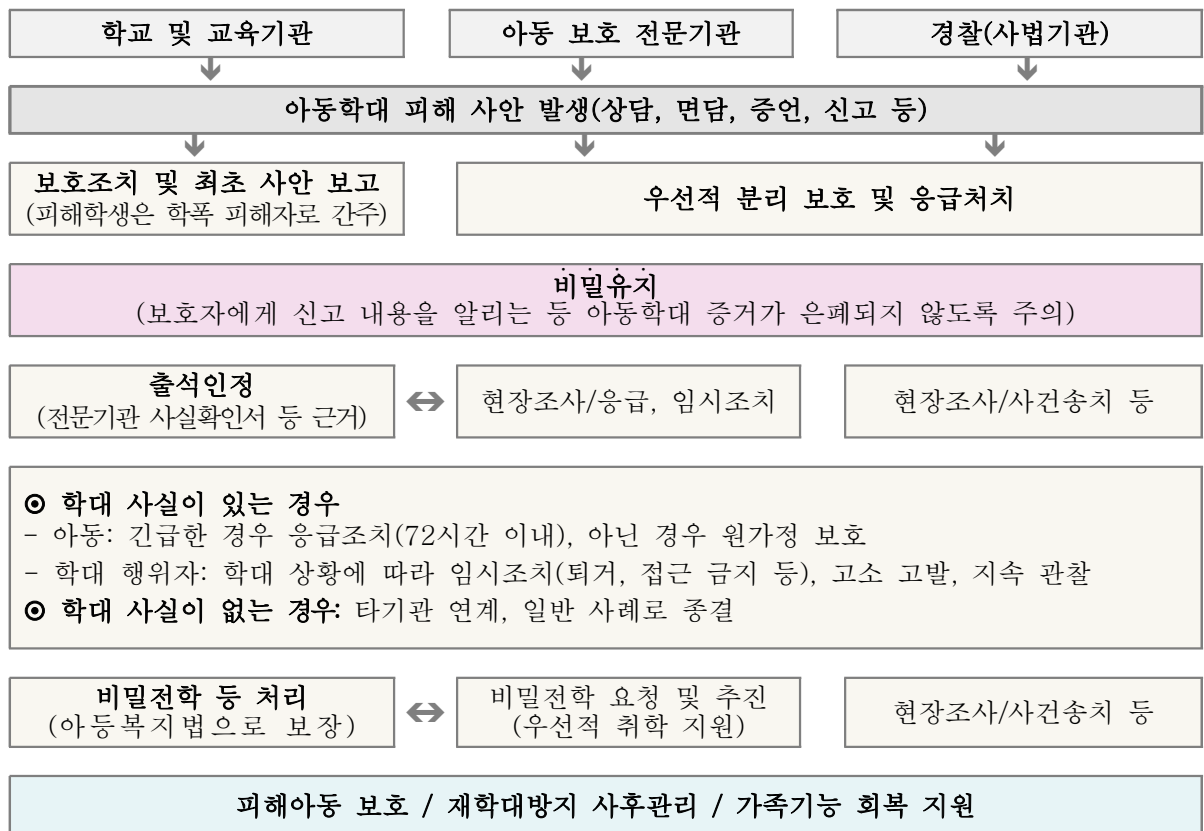 학교 및 교육기관
아동 보호 전문기관
경찰(사법기관)
아동학대 피해 사안 발생(상담, 면담, 증언, 신고 등)
보호조치 및 최초 사안 보고
(피해학생은 학폭 피해자로 간주)
우선적 분리 보호 및 응급처치
비밀유지
(보호자에게 신고 내용을 알리는 등 아동학대 증거가 은폐되지 않도록 주의)
출석인정
(전문기관 사실확인서 등 근거)
현장조사/응급, 임시조치
현장조사/사건송치 등
⊙ 학대 사실이 있는 경우
- 아동: 긴급한 경우 응급조치(72시간 이내), 아닌 경우 원가정 보호
- 학대 행위자: 학대 상황에 따라 임시조치(퇴거, 접근 금지 등), 고소 고발, 지속 관찰
⊙ 학대 사실이 없는 경우: 타기관 연계, 일반 사례로 종결
비밀전학 등 처리
(아등복지법으로 보장)
비밀전학 요청 및 추진
(우선적 취학 지원)
현장조사/사건송치 등
피해아동 보호 / 재학대방지 사후관리 / 가족기능 회복 지원